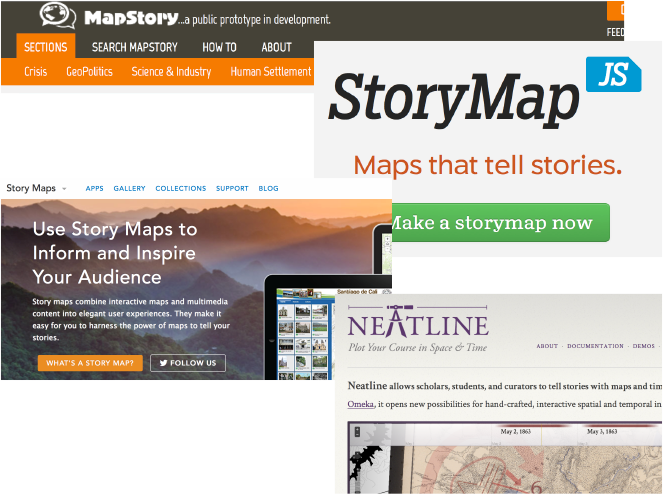 MapStory...a public prototype in development.
FEED
SECTIONS SEARCH MAPSTORY HOW TO ABOUT
Crisis GeoPolitics Science & Industry Human Settlement
StoryMap JS
Maps that tell stories.
Make a storymap now
Story Maps APPS GALLERY COLLECTIONS SUPPORT BLOG
Use Story Maps to
Inform and Inspire
Your Audience
Story maps combine interactive maps and multimedia
content into elegant user experiences. They make it
easy for you to harness the power of maps to tell your
stories.
WHAT'S A STORY MAP? FOLLOW US
Santiago de Cali
NEATLINE
Plot Your Course in Space & Time
ABOUT · DOCUMENTATION · DEMOS
Neatline allows scholars, students, and curators to tell stories with maps and tim
Omeka, it opens new possibilities for hand-crafted, interactive spatial and temporal in
May 2, 1863 May 3, 1863